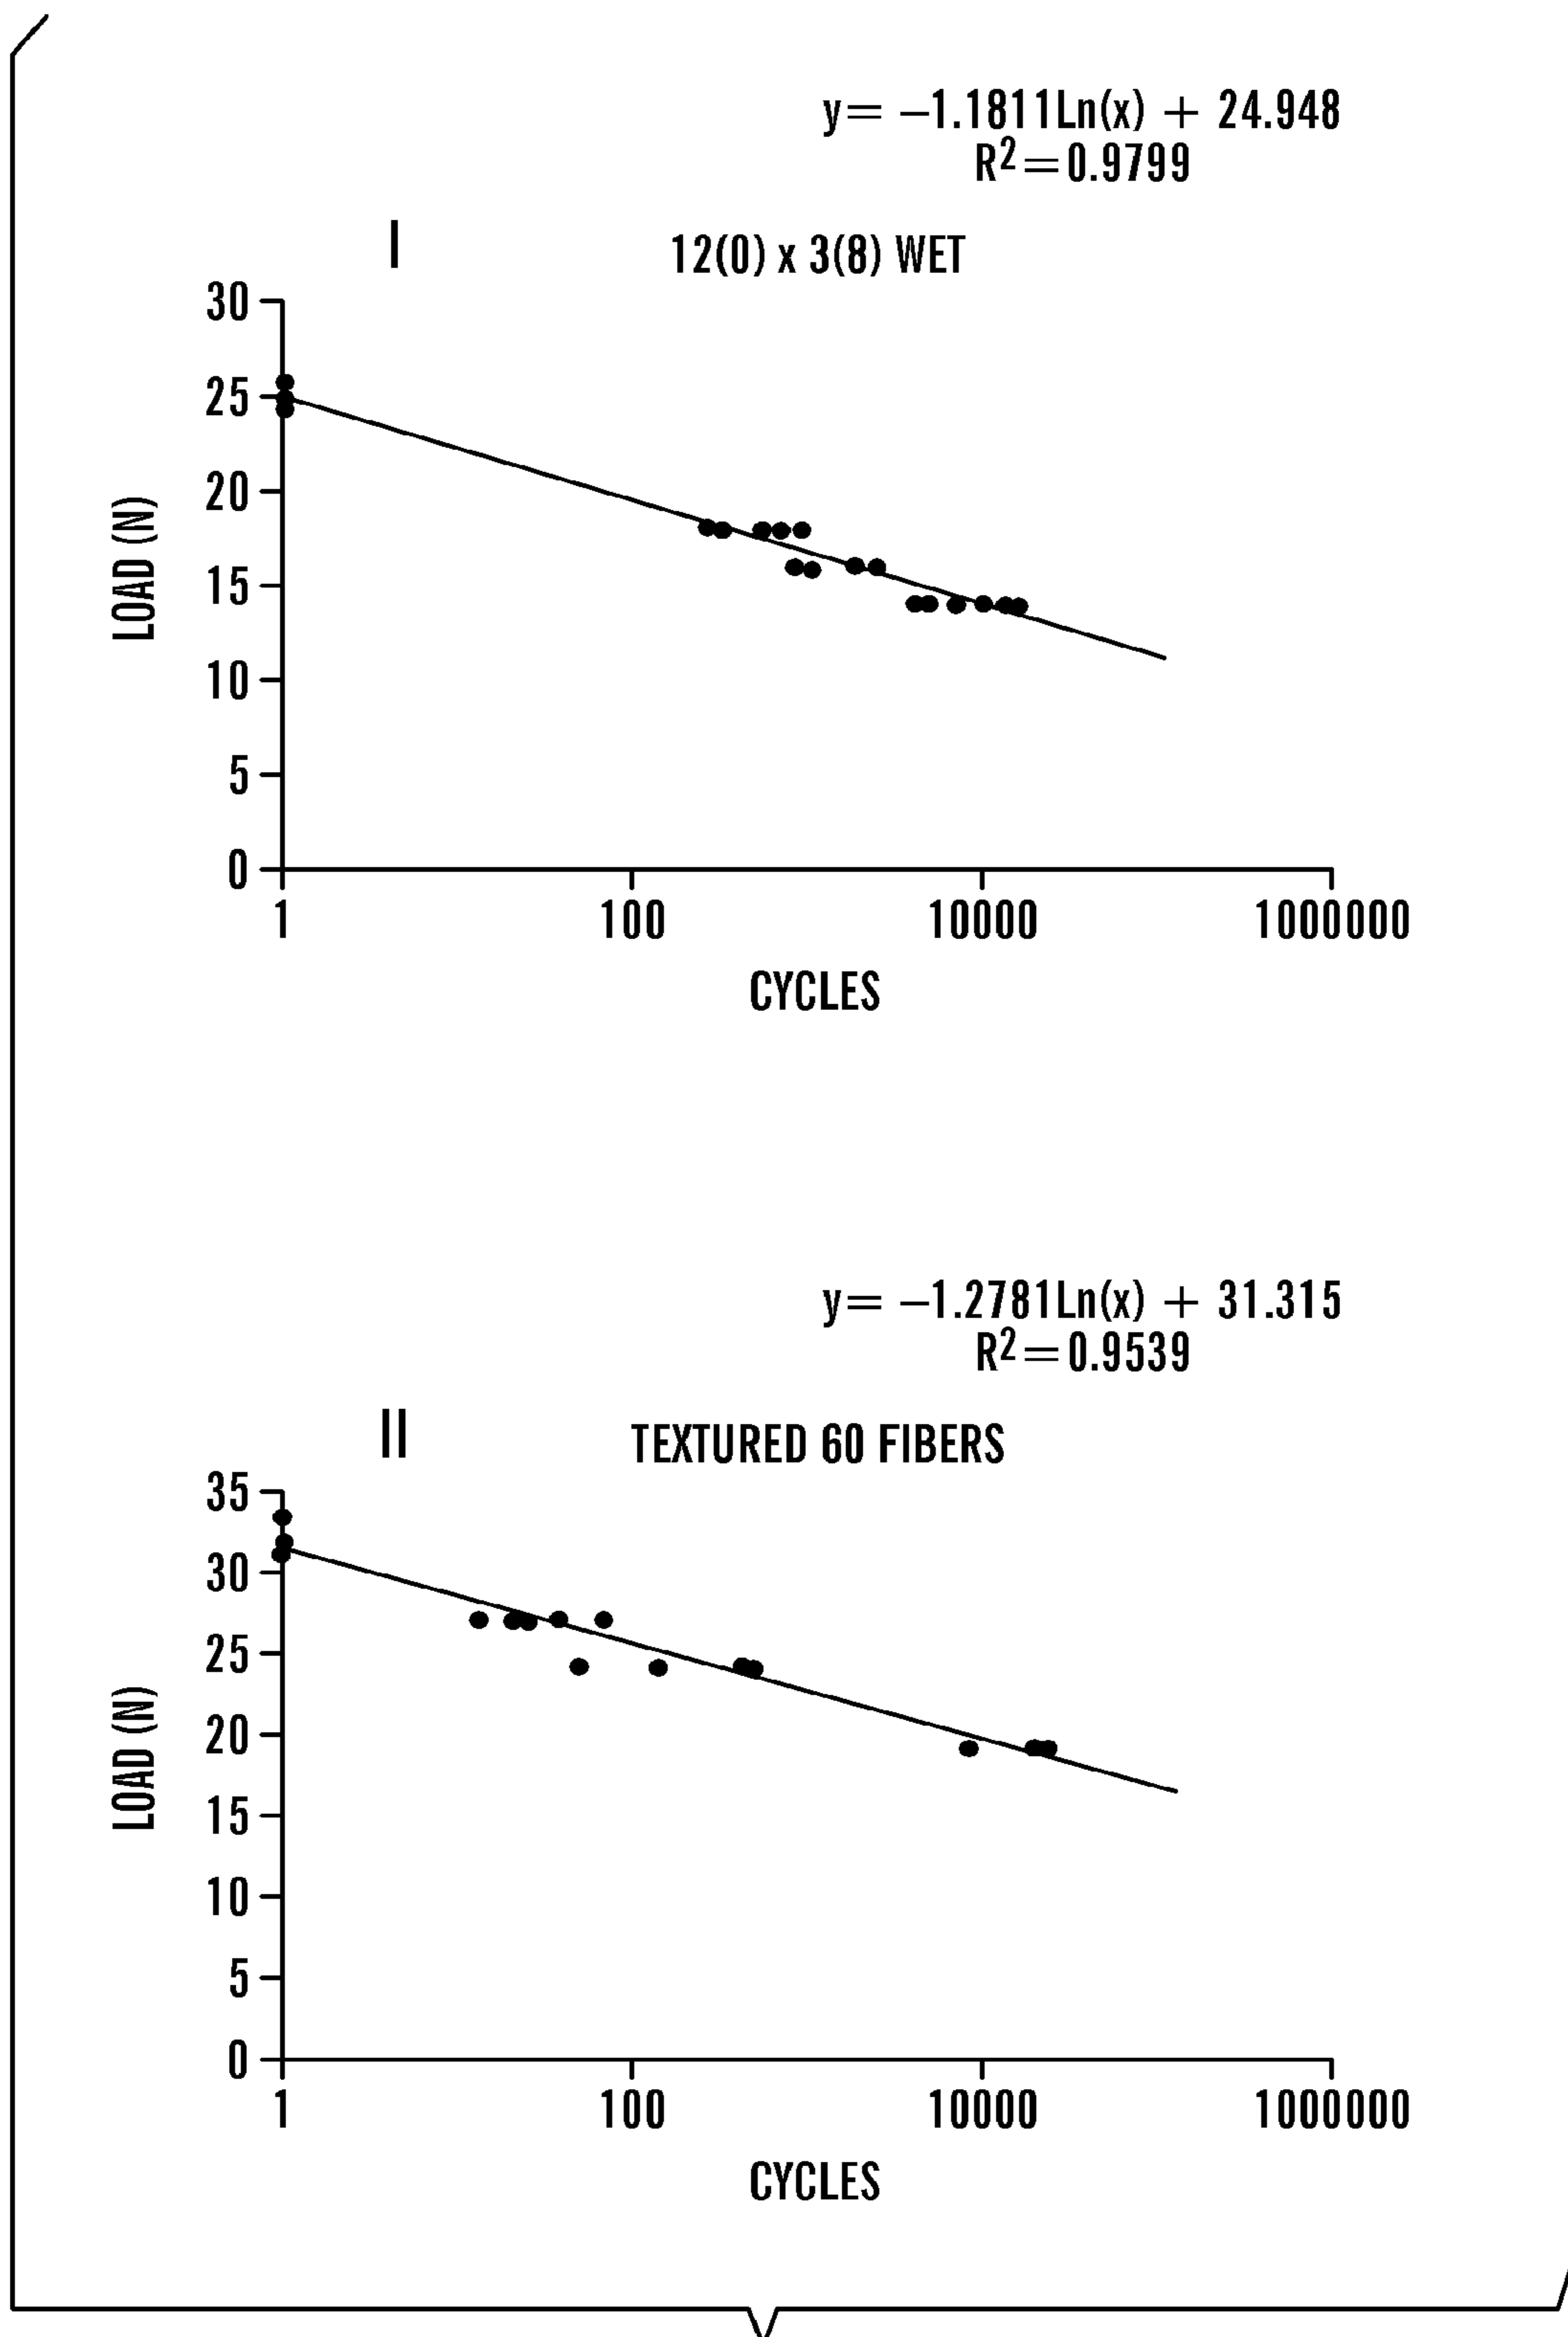 y= −1.1811Ln(x) + 24.948
R²=0.9799
I
12(0) x 3(8) WET
30
25
20
15
10
5
0
LOAD (N)
1 100 10000 1000000
CYCLES
y= −1.2781Ln(x) + 31.315
R²=0.9539
II
TEXTURED 60 FIBERS
35
30
25
20
15
10
5
0
LOAD (N)
1 100 10000 1000000
CYCLES